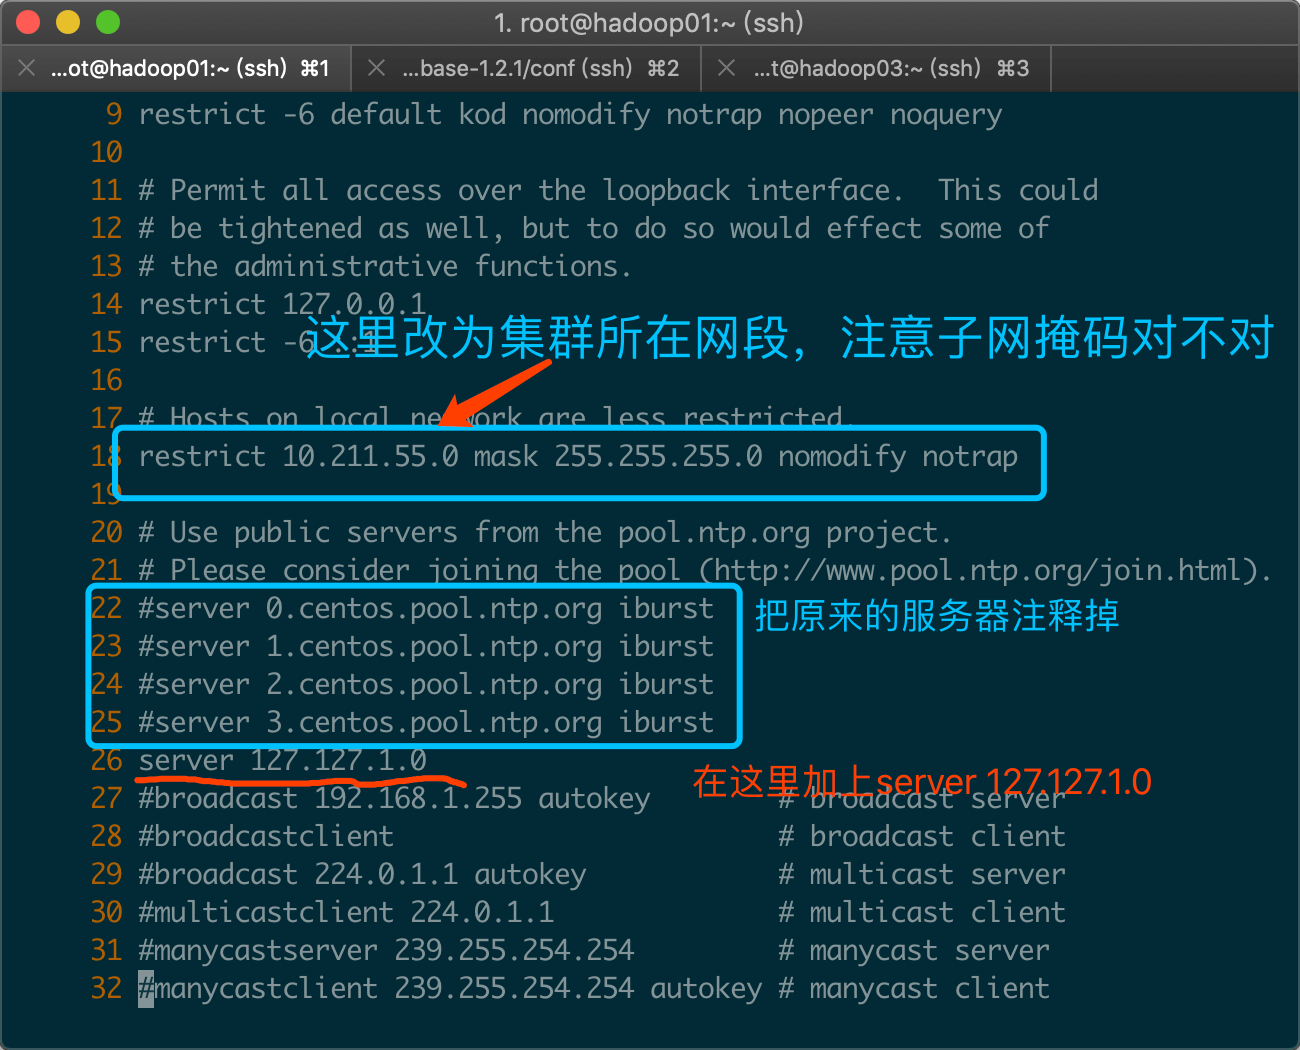 1. root@hadoop01:~ (ssh)
...ot@hadoop01:~ (ssh) ⌘1 ...base-1.2.1/conf (ssh) ⌘2 ...t@hadoop03:~ (ssh) ⌘3
9 restrict -6 default kod nomodify notrap nopeer noquery
10
11 # Permit all access over the loopback interface.  This could
12 # be tightened as well, but to do so would effect some of
13 # the administrative functions.
14 restrict 127.0.0.1
这里改为集群所在网段，注意子网掩码对不对
15 restrict -6 ::1
16
17 # Hosts on local network are less restricted.
18 restrict 10.211.55.0 mask 255.255.255.0 nomodify notrap
19
20 # Use public servers from the pool.ntp.org project.
21 # Please consider joining the pool (http://www.pool.ntp.org/join.html).
22 #server 0.centos.pool.ntp.org iburst
把原来的服务器注释掉
23 #server 1.centos.pool.ntp.org iburst
24 #server 2.centos.pool.ntp.org iburst
25 #server 3.centos.pool.ntp.org iburst
26 server 127.127.1.0
在这里加上server 127.127.1.0
27 #broadcast 192.168.1.255 autokey # broadcast server
28 #broadcastclient # broadcast client
29 #broadcast 224.0.1.1 autokey # multicast server
30 #multicastclient 224.0.1.1 # multicast client
31 #manycastserver 239.255.254.254 # manycast server
32 #manycastclient 239.255.254.254 autokey # manycast client